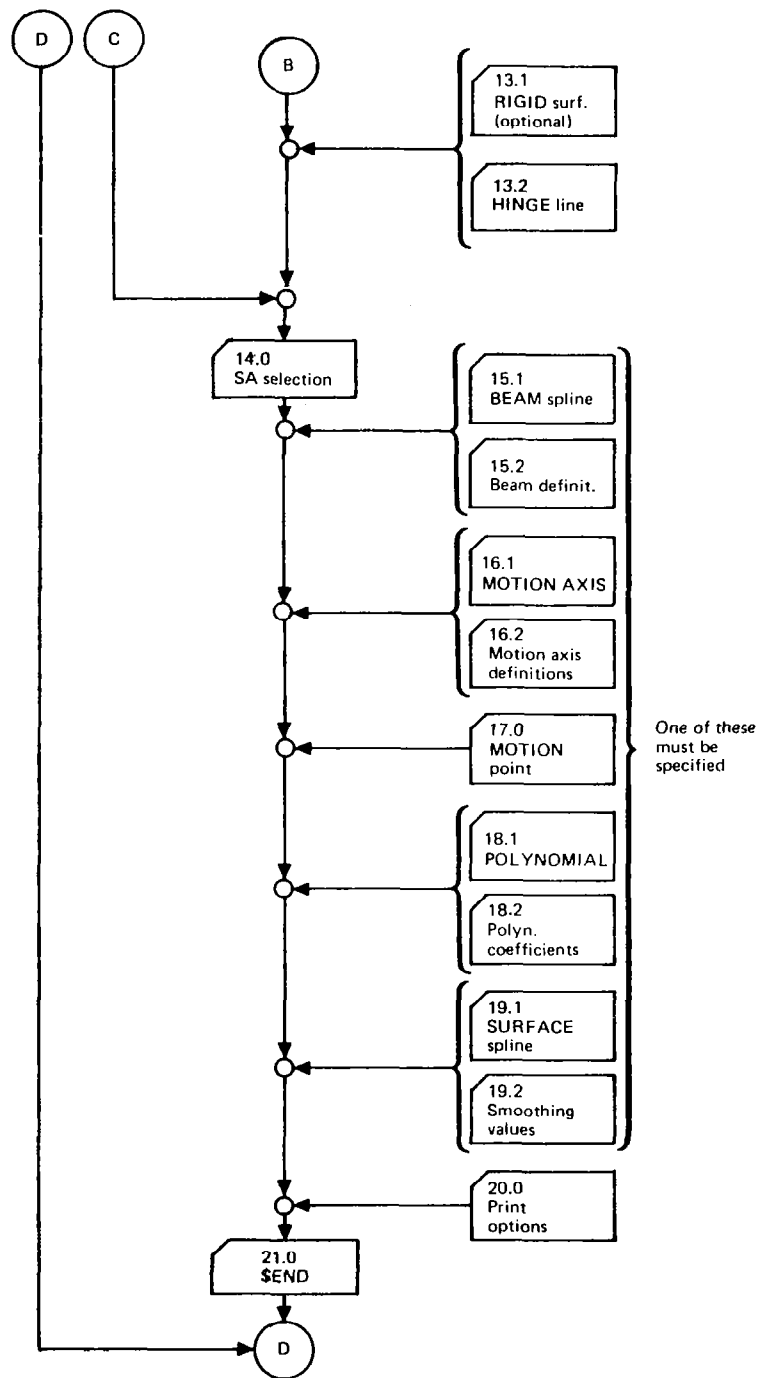 D
C
B
13.1
RIGID surf.
(optional)
13.2
HINGE line
14.0
SA selection
15.1
BEAM spline
15.2
Beam definit.
16.1
MOTION AXIS
16.2
Motion axis
definitions
17.0
MOTION
point
One of these
must be
specified
18.1
POLYNOMIAL
18.2
Polyn.
coefficients
19.1
SURFACE
spline
19.2
Smoothing
values
20.0
Print
options
21.0
$END
D